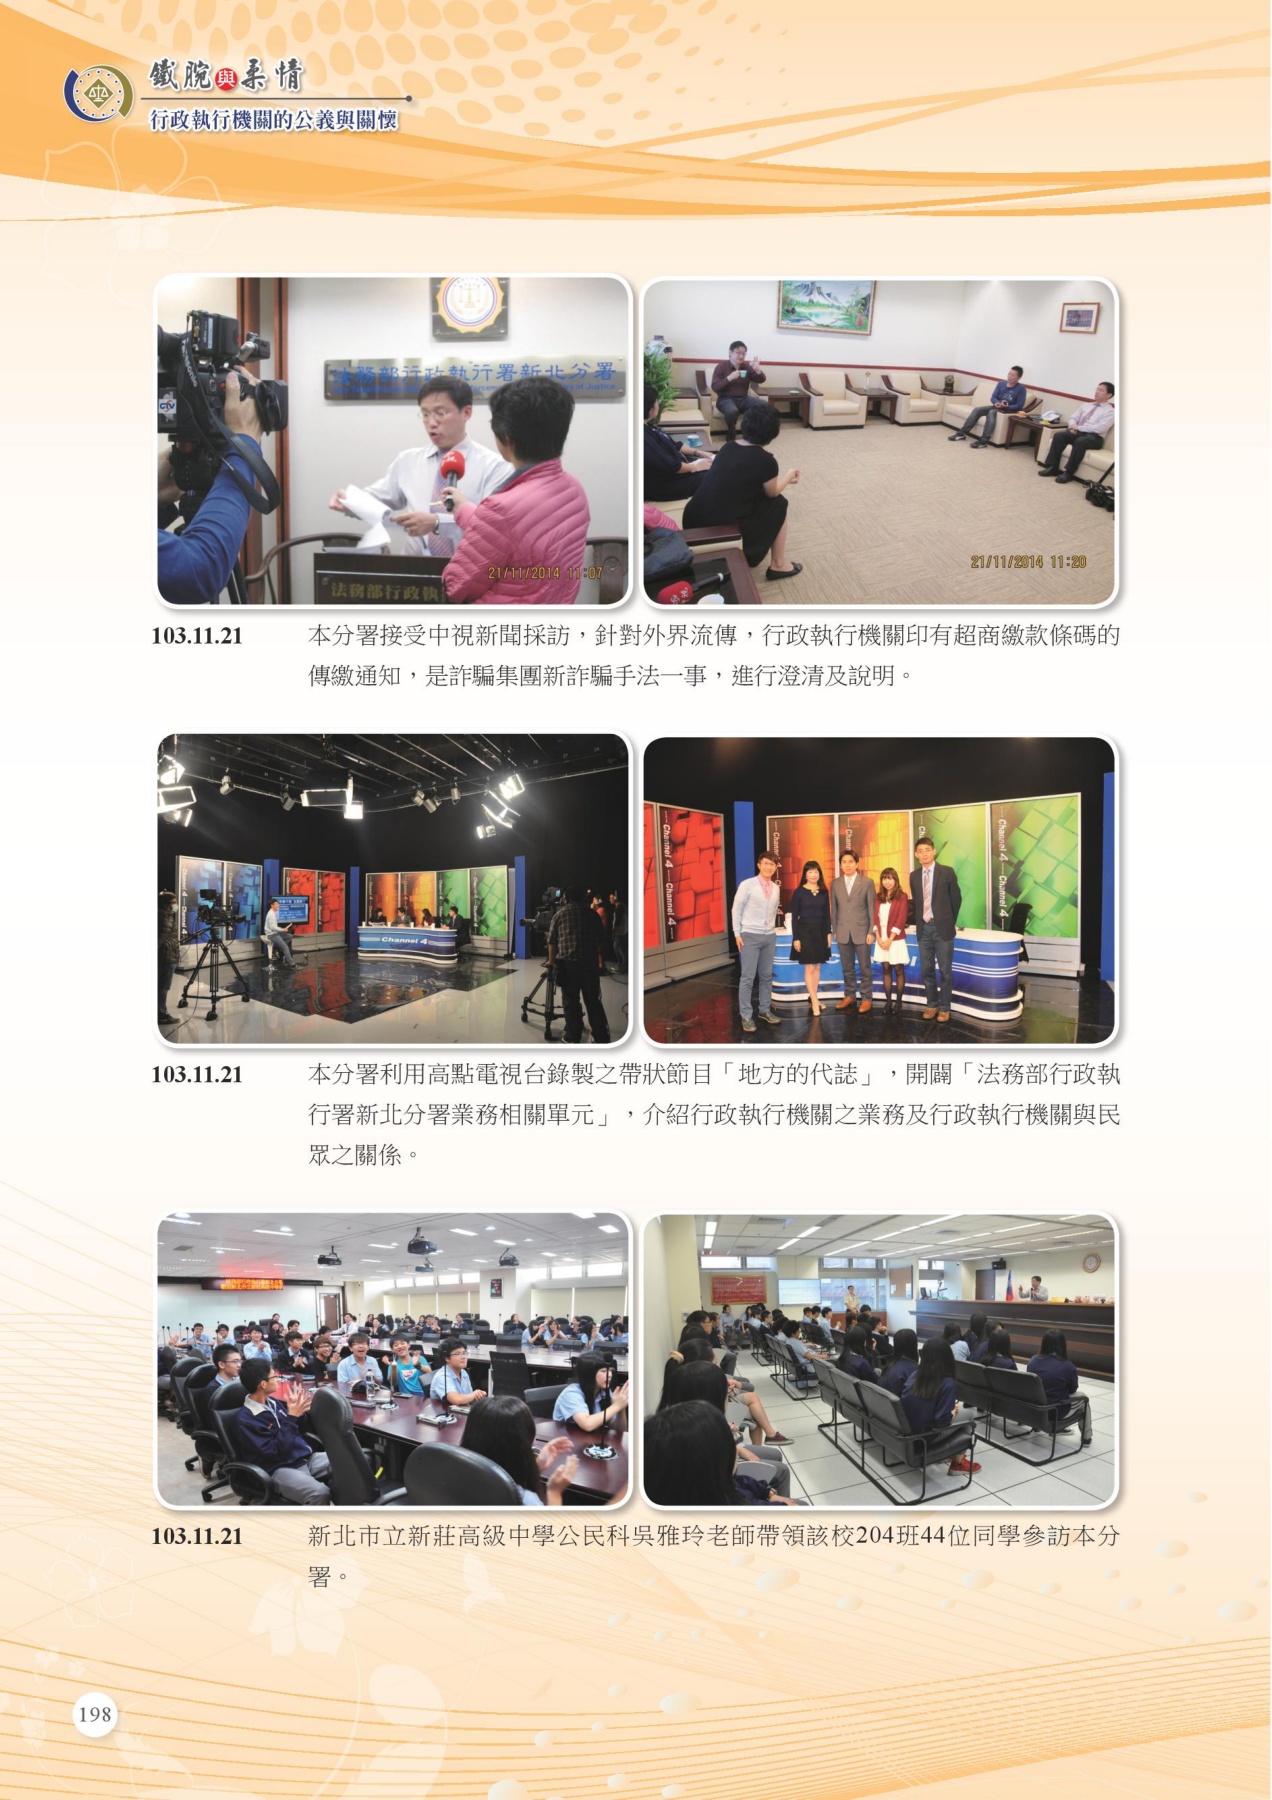 鐵腕與柔情
行政執行機關的公義與關懷
CTV
法務部行政執行署新北分署
法務部行政執
21/11/2014 11:07
21/11/2014 11:20
103.11.21
本分署接受中視新聞採訪，針對外界流傳，行政執行機關印有超商繳款條碼的
傳繳通知，是詐騙集團新詐騙手法一事，進行澄清及說明。
Channel 4
Channel 4
Channel 4
103.11.21
本分署利用高點電視台錄製之帶狀節目「地方的代誌」，開闢「法務部行政執
行署新北分署業務相關單元」，介紹行政執行機關之業務及行政執行機關與民
眾之關係。
103.11.21
新北市立新莊高級中學公民科吳雅玲老師帶領該校204班44位同學參訪本分
署。
198